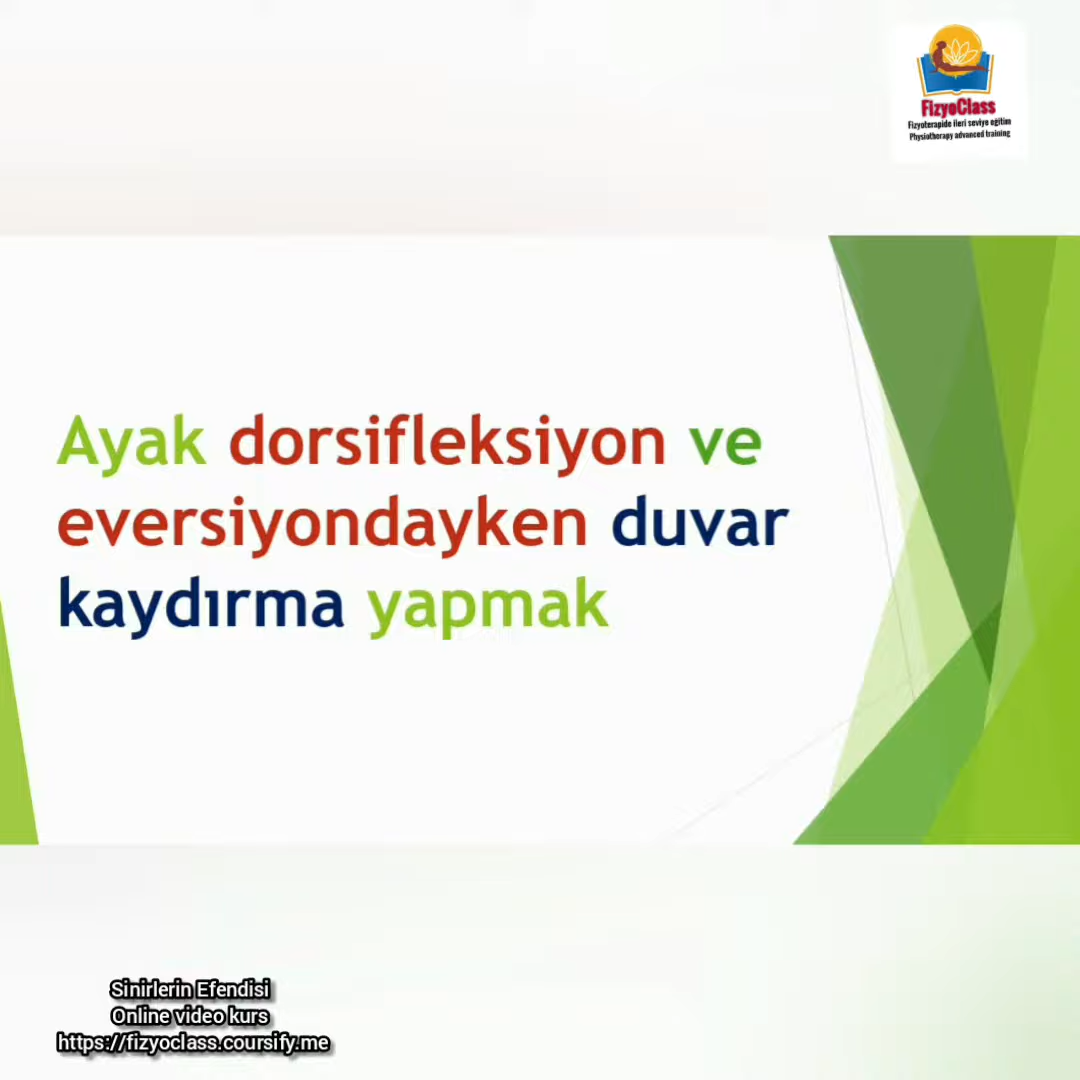 FizyoClass
Fizyoterapide ileri seviye eğitim
Physiotherapy advanced training
Ayak dorsifleksiyon ve
eversiyondayken duvar
kaydırma yapmak
Sinirlerin Efendisi
Online video kurs
https://fizyoclass.coursify.me